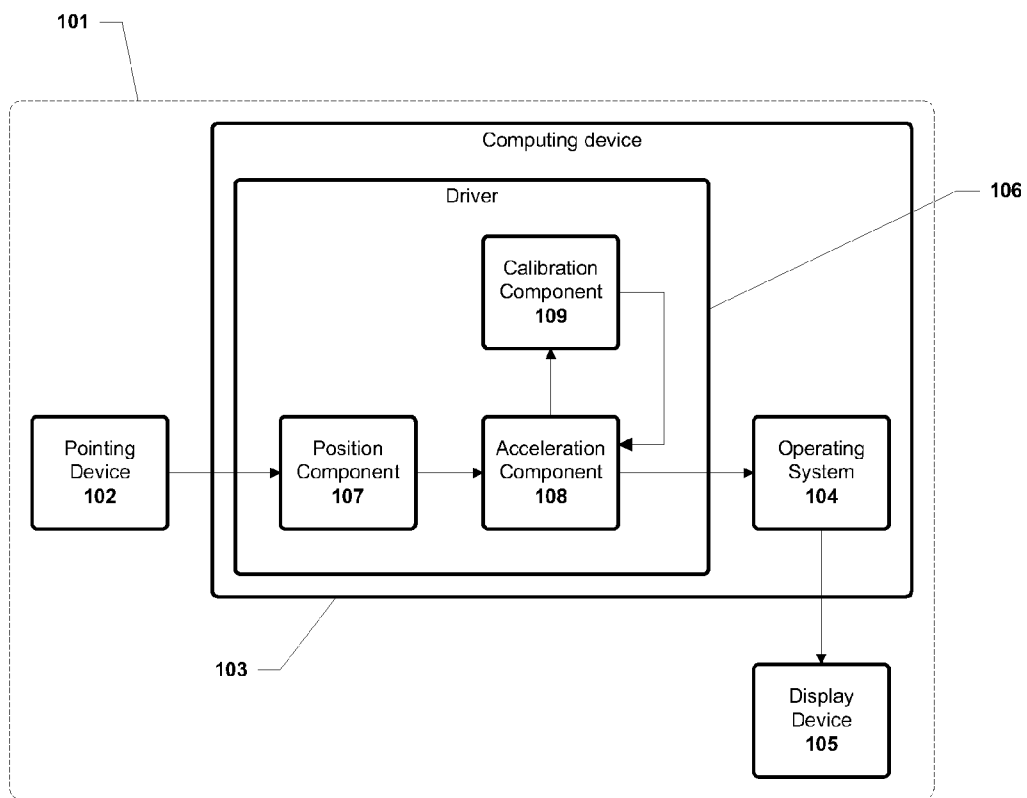 101
Computing device
Driver
106
Calibration
Component
109
Pointing
Device
102
Position
Component
107
Acceleration
Component
108
Operating
System
104
103
Display
Device
105